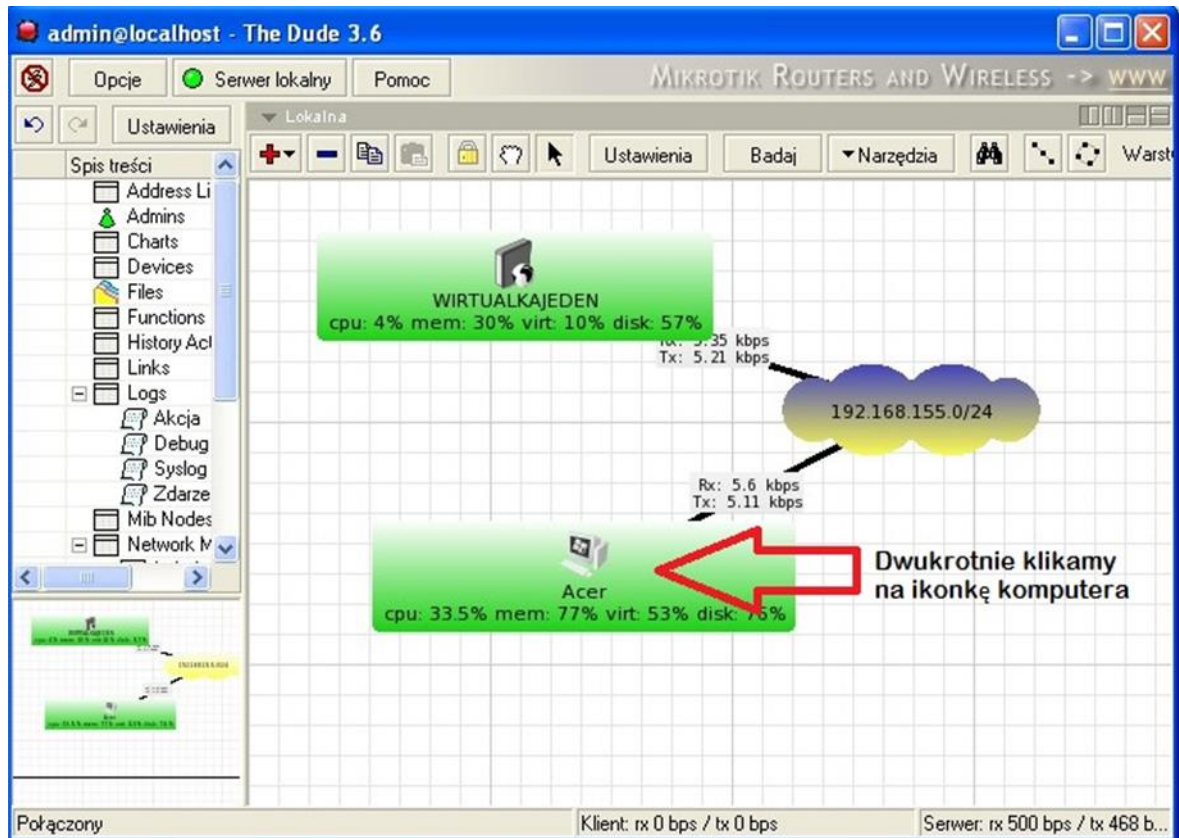 admin@localhost - The Dude 3.6
Opcje
Serwer lokalny
Pomoc
MIKROTIK ROUTERS AND WIRELESS -> WWW
Ustawienia
Lokalna
Ustawienia
Badaj
Narzędzia
Spis treści
Address Li
Admins
Charts
Devices
Files
Functions
History Act
Links
Logs
Akcja
Debug
Syslog
Zdarze
Mib Nodes
Network M
WIRTUALKAJEDEN
cpu: 4% mem: 30% virt: 10% disk: 57%
Rx: 5.35 kbps
Tx: 5.21 kbps
192.168.155.0/24
Rx: 5.6 kbps
Tx: 5.11 kbps
Acer
cpu: 33.5% mem: 77% virt: 53% disk: 76%
Dwukrotnie klikamy
na ikonkę komputera
Połączony
Klient: rx 0 bps / tx 0 bps
Serwer: rx 500 bps / tx 468 b...